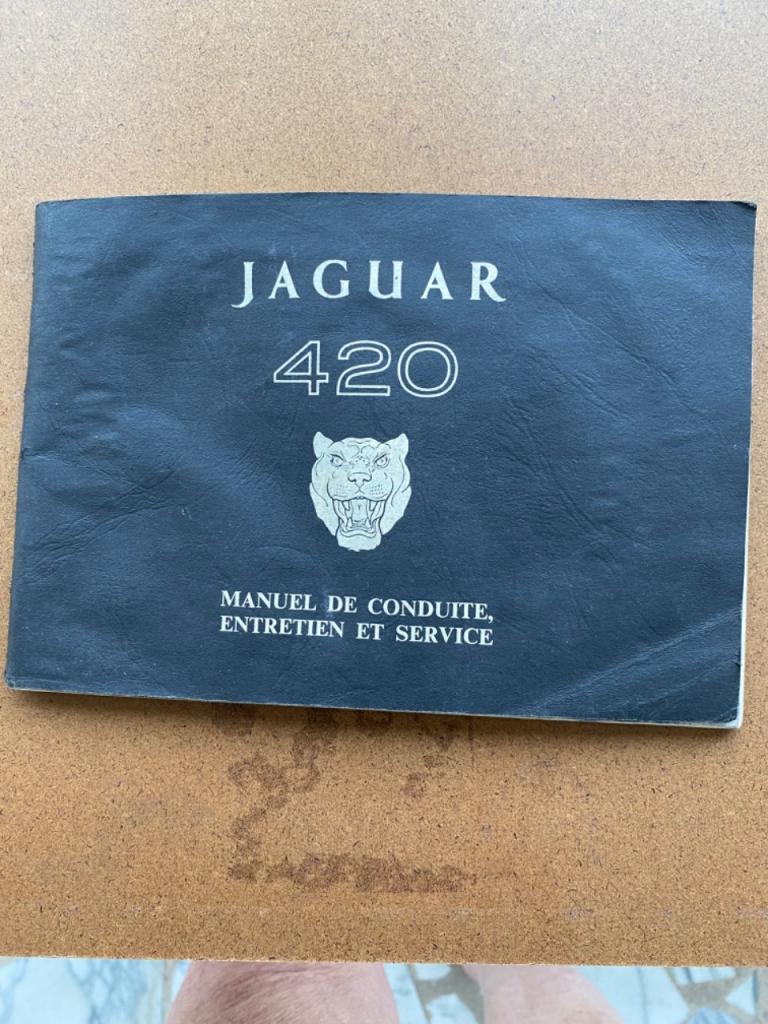 JAGUAR
420
MANUEL DE CONDUITE,
ENTRETIEN ET SERVICE